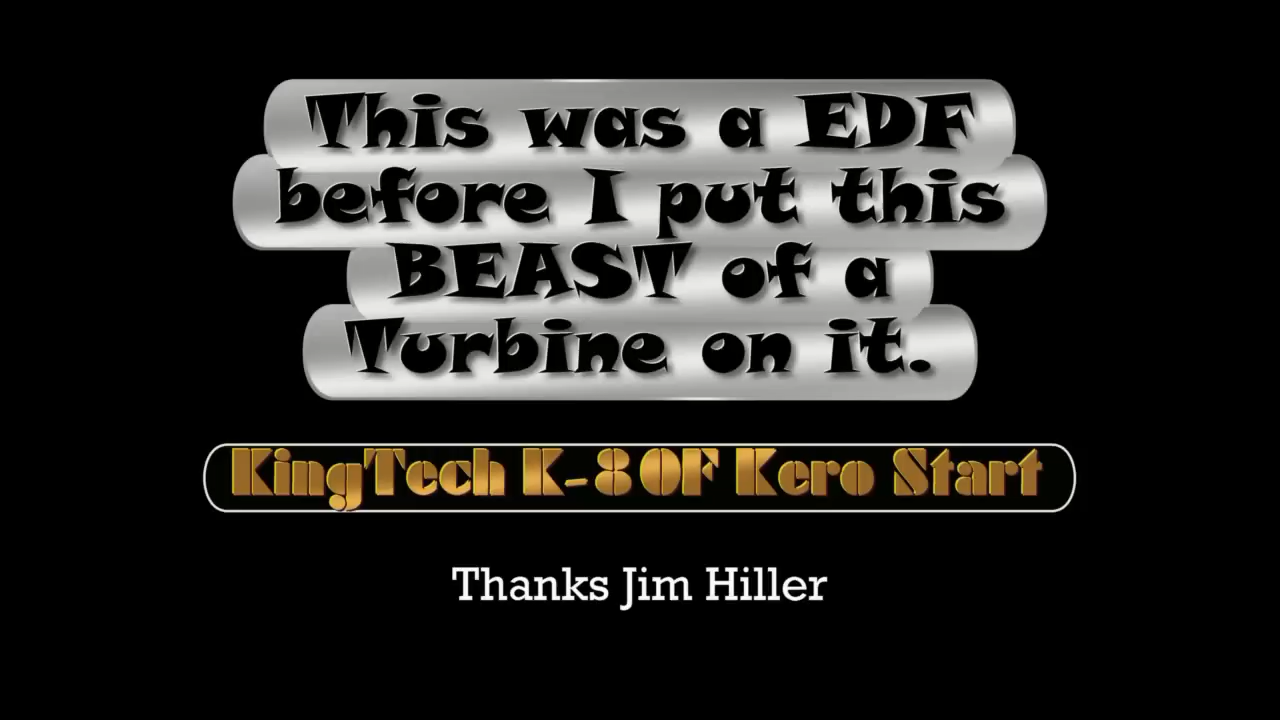 This was a EDF
before I put this
BEAST of a
Turbine on it.
KingTech K-80F Kero Start
Thanks Jim Hiller